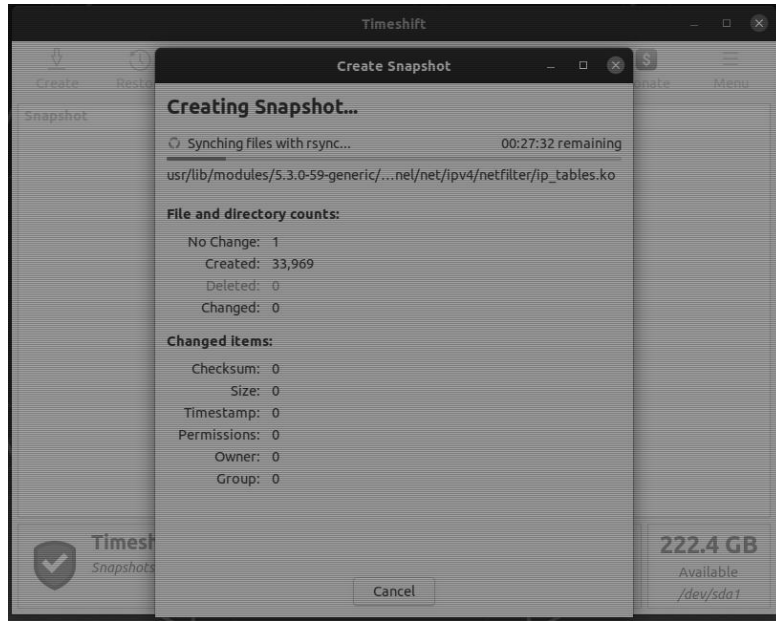 Timeshift
Create Snapshot
Create
Menu
Snapshot
Creating Snapshot...
Synching files with rsync... 00:27:32 remaining
usr/lib/modules/5.3.0-59-generic/…nel/net/ipv4/netfilter/ip_tables.ko
File and directory counts:
No Change: 1
Created: 33,969
Deleted: 0
Changed: 0
Changed items:
Checksum: 0
Size: 0
Timestamp: 0
Permissions: 0
Owner: 0
Group: 0
222.4 GB
Snapshots
Available
/dev/sda1
Cancel